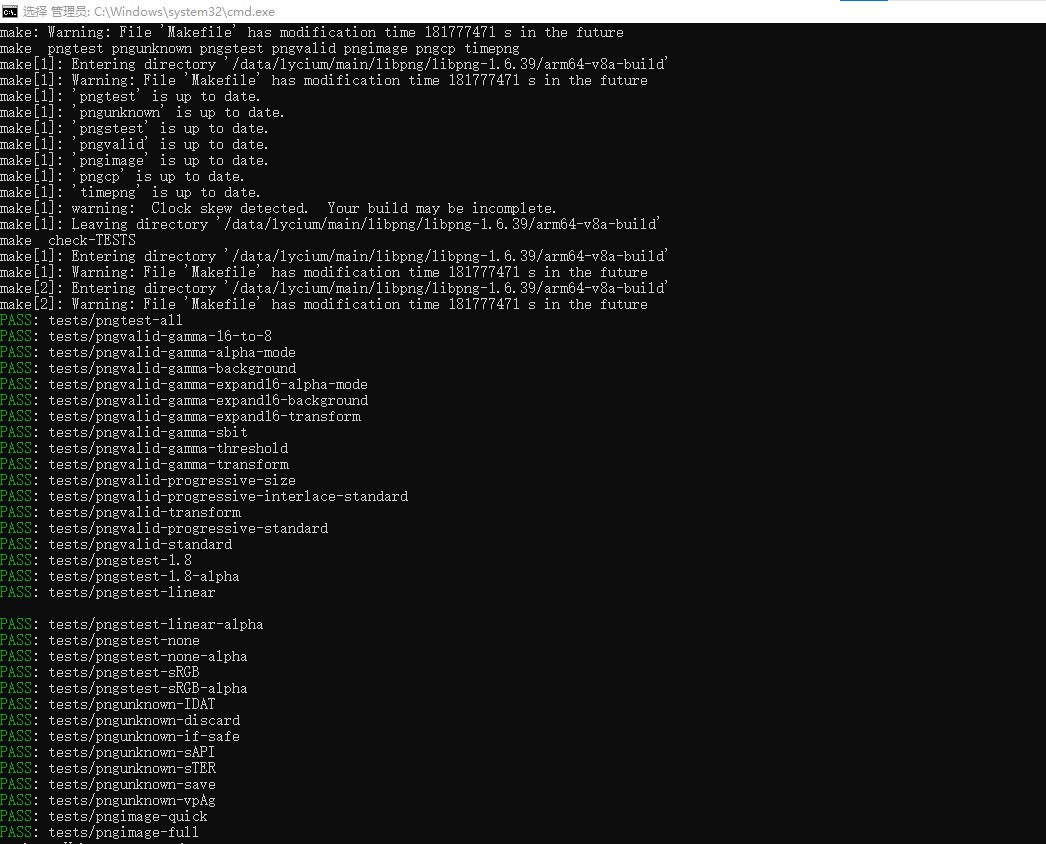 选择 管理员: C:\Windows\system32\cmd.exe
make: Warning: File 'Makefile' has modification time 181777471 s in the future
make  pngtest pngunknown pngstest pngvalid pngimage pngcp timepng
make[1]: Entering directory '/data/lycium/main/libpng/libpng-1.6.39/arm64-v8a-build'
make[1]: Warning: File 'Makefile' has modification time 181777471 s in the future
make[1]: 'pngtest' is up to date.
make[1]: 'pngunknown' is up to date.
make[1]: 'pngstest' is up to date.
make[1]: 'pngvalid' is up to date.
make[1]: 'pngimage' is up to date.
make[1]: 'pngcp' is up to date.
make[1]: 'timepng' is up to date.
make[1]: warning:  Clock skew detected.  Your build may be incomplete.
make[1]: Leaving directory '/data/lycium/main/libpng/libpng-1.6.39/arm64-v8a-build'
make  check-TESTS
make[1]: Entering directory '/data/lycium/main/libpng/libpng-1.6.39/arm64-v8a-build'
make[1]: Warning: File 'Makefile' has modification time 181777471 s in the future
make[2]: Entering directory '/data/lycium/main/libpng/libpng-1.6.39/arm64-v8a-build'
make[2]: Warning: File 'Makefile' has modification time 181777471 s in the future
PASS: tests/pngtest-all
PASS: tests/pngvalid-gamma-16-to-8
PASS: tests/pngvalid-gamma-alpha-mode
PASS: tests/pngvalid-gamma-background
PASS: tests/pngvalid-gamma-expand16-alpha-mode
PASS: tests/pngvalid-gamma-expand16-background
PASS: tests/pngvalid-gamma-expand16-transform
PASS: tests/pngvalid-gamma-sbit
PASS: tests/pngvalid-gamma-threshold
PASS: tests/pngvalid-gamma-transform
PASS: tests/pngvalid-progressive-size
PASS: tests/pngvalid-progressive-interlace-standard
PASS: tests/pngvalid-transform
PASS: tests/pngvalid-progressive-standard
PASS: tests/pngvalid-standard
PASS: tests/pngstest-1.8
PASS: tests/pngstest-1.8-alpha
PASS: tests/pngstest-linear
PASS: tests/pngstest-linear-alpha
PASS: tests/pngstest-none
PASS: tests/pngstest-none-alpha
PASS: tests/pngstest-sRGB
PASS: tests/pngstest-sRGB-alpha
PASS: tests/pngunknown-IDAT
PASS: tests/pngunknown-discard
PASS: tests/pngunknown-if-safe
PASS: tests/pngunknown-sAPI
PASS: tests/pngunknown-sTER
PASS: tests/pngunknown-save
PASS: tests/pngunknown-vpAg
PASS: tests/pngimage-quick
PASS: tests/pngimage-full